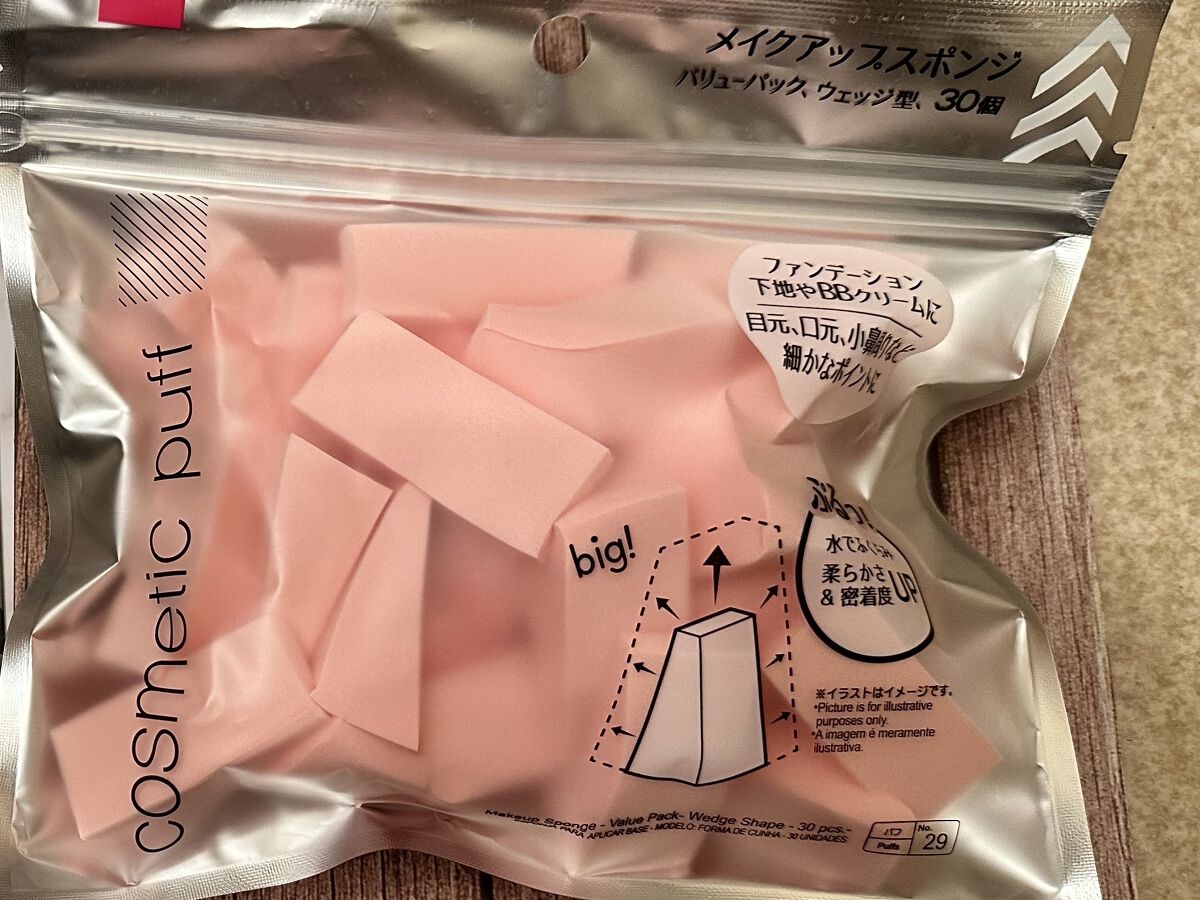 メイクアップスポンジ
バリューパック、ウェッジ型、30個
cosmetic puff
ファンデーション
下地やBBクリームに
目元、口元、小鼻など
細かなポイントに
ぷるっ!
水でふくらみ
柔らかさ
& 密着度 UP
big!
※イラストはイメージです。
•Picture is for illustrative
purposes only.
•A imagem é meramente
ilustrativa.
Makeup Sponge - Value Pack- Wedge Shape - 30 pcs.-
PARA APLICAR BASE - MODELO: FORMA DE CUNHA - 30 UNIDADES
パフ
Puffs
No.
29